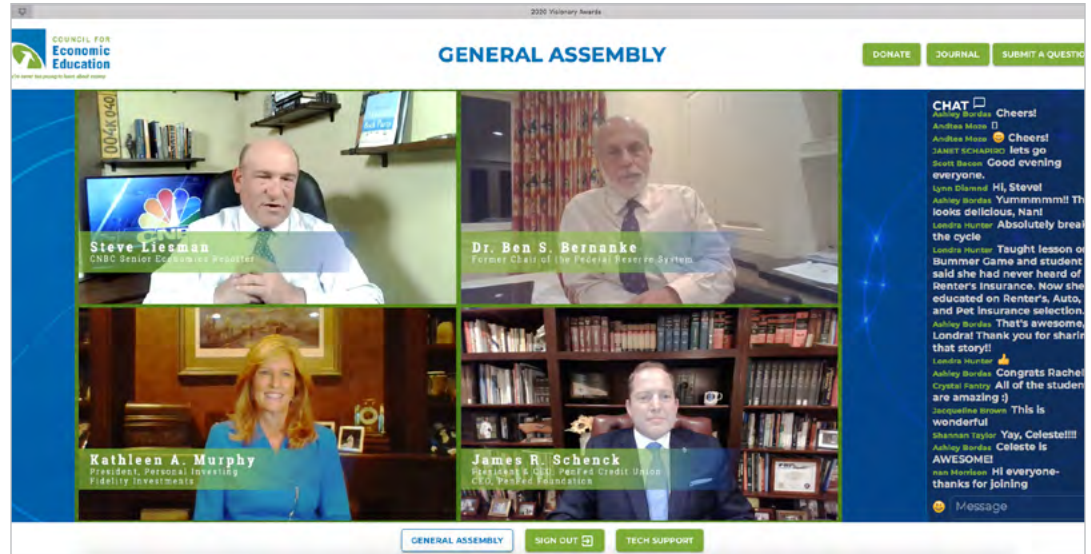 2020 Visionary Awards
COUNCIL FOR
Economic
Education
GENERAL ASSEMBLY
DONATE
JOURNAL
SUBMIT A QUESTIO
004K040
CNB
Steve Liesman
CNBC Senior Economics Reporter
Dr. Ben S. Bernanke
Former Chair of the Federal Reserve System
Kathleen A. Murphy
President, Personal Investing
Fidelity Investments
James R. Schenck
President & CEO, PenFed Credit Union
CEO, PenFed Foundation
CHAT
Ashley Bordas Cheers!
Andtea Moze
Andtea Moze 😊 Cheers!
JANET SCHAPIRO lets go
Scott Bacon Good evening
everyone.
Lynn Dismnd Hi, Steve!
Ashley Bordas Yummmmm!! Th
looks delicious, Nan!
Londra Hunter Absolutely break
the cycle
Londra Hunter Taught lesson on
Bummer Game and student
said she had never heard of
Renter's Insurance. Now she
educated on Renter's, Auto,
and Pet insurance selection.
Ashley Bordas That's awesome,
Londra! Thank you for sharin
that story!!
Londra Hunter 👍
Ashley Bordas Congrats Rachel
Crystal Fantry All of the studen
are amazing :)
Jacqueline Brown This is
wonderful
Shannan Taylor Yay, Celeste!!!!
Ashley Bordas Celeste is
AWESOME!
nan Morrison Hi everyone-
thanks for joining
Message
GENERAL ASSEMBLY
SIGN OUT
TECH SUPPORT